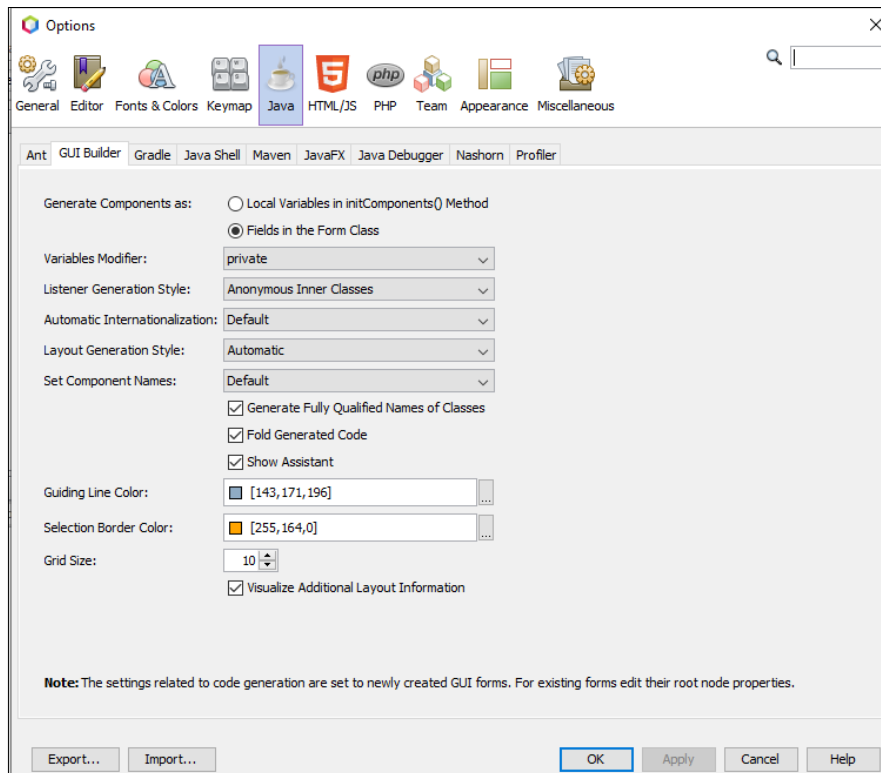 Options
General Editor Fonts & Colors Keymap Java HTML/JS PHP Team Appearance Miscellaneous
Ant GUI Builder Gradle Java Shell Maven JavaFX Java Debugger Nashorn Profiler
Generate Components as: Local Variables in initComponents() Method
Fields in the Form Class
Variables Modifier: private
Listener Generation Style: Anonymous Inner Classes
Automatic Internationalization: Default
Layout Generation Style: Automatic
Set Component Names: Default
Generate Fully Qualified Names of Classes
Fold Generated Code
Show Assistant
Guiding Line Color: [143,171,196] ...
Selection Border Color: [255,164,0] ...
Grid Size: 10
Visualize Additional Layout Information
Note: The settings related to code generation are set to newly created GUI forms. For existing forms edit their root node properties.
Export... Import... OK Apply Cancel Help